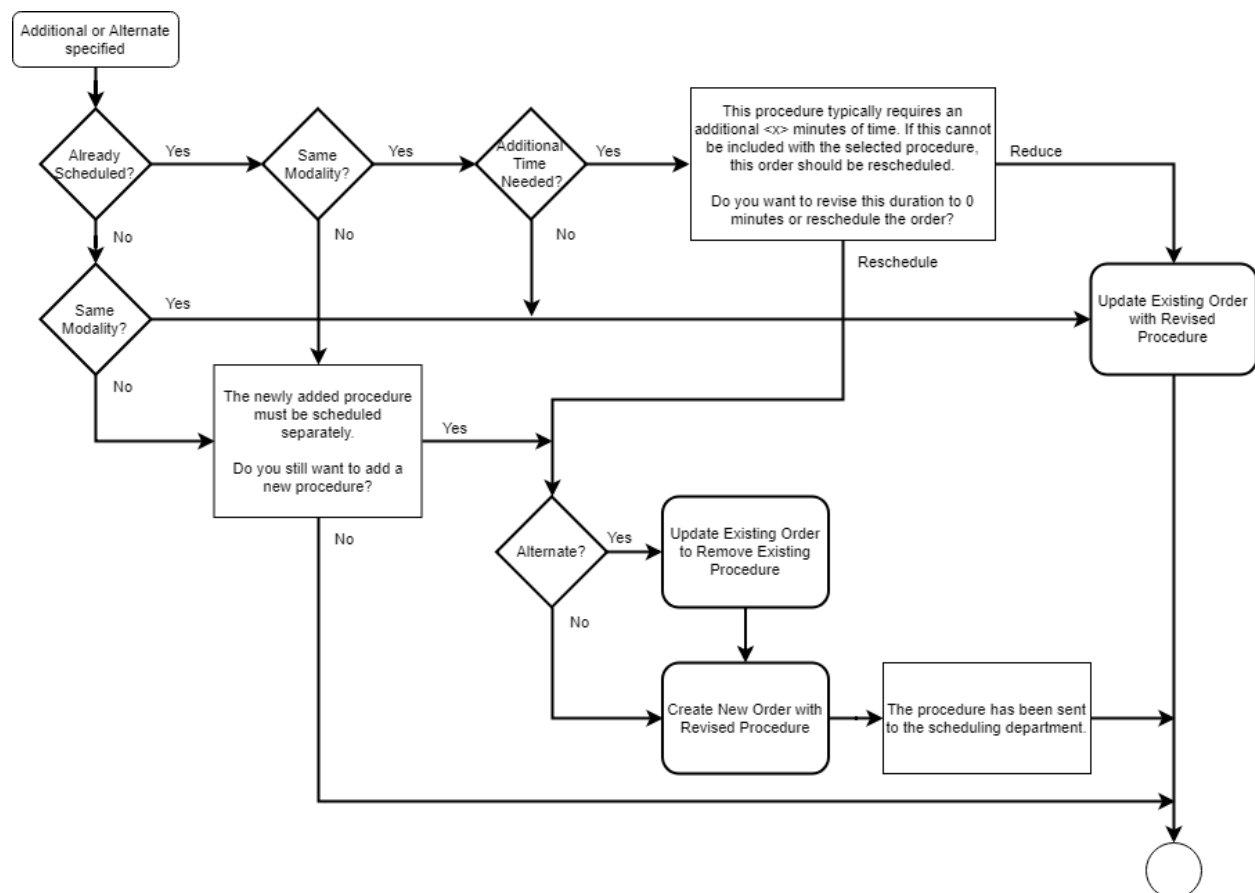 Additional or Alternate
specified
Already
Scheduled?
Yes
Same
Modality?
Yes
Additional
Time
Needed?
Yes
This procedure typically requires an
additional <x> minutes of time. If this cannot
be included with the selected procedure,
this order should be rescheduled.
Do you want to revise this duration to 0
minutes or reschedule the order?
Reduce
No
No
No
Reschedule
Same
Modality?
Yes
Update Existing Order
with Revised
Procedure
No
The newly added procedure
must be scheduled
separately.
Do you still want to add a
new procedure?
Yes
No
Alternate?
Yes
Update Existing Order
to Remove Existing
Procedure
No
Create New Order with
Revised Procedure
The procedure has been sent
to the scheduling department.